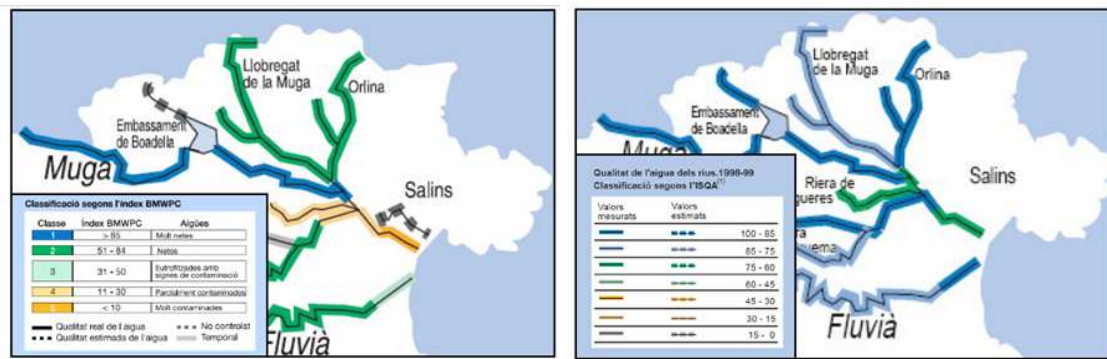 Llobregat
de la Muga
Orlina
Embassament
de Boadella
Muga
Salins
Classificació segons l'índex BMWPC
Classe Índex BMWPC Aigües
1 > 85 Molt netes
2 51 - 84 Netes
3 31 - 50 Eutrofitzades amb
signes de contaminació
4 11 - 30 Parcialment contaminades
5 < 10 Molt contaminades
Qualitat real de l'aigua No controlat
Qualitat estimada de l'aigua Temporal
Fluvià
Llobregat
de la Muga
Orlina
Embassament
de Boadella
Muga
Salins
Riera de
gueres
uema
Qualitat de l'aigua dels rius.1998-99
Classificació segons l'ISQA(1)
Valors mesurats Valors estimats
100 - 85
85 - 75
75 - 60
60 - 45
45 - 30
30 - 15
15 - 0
Fluvià